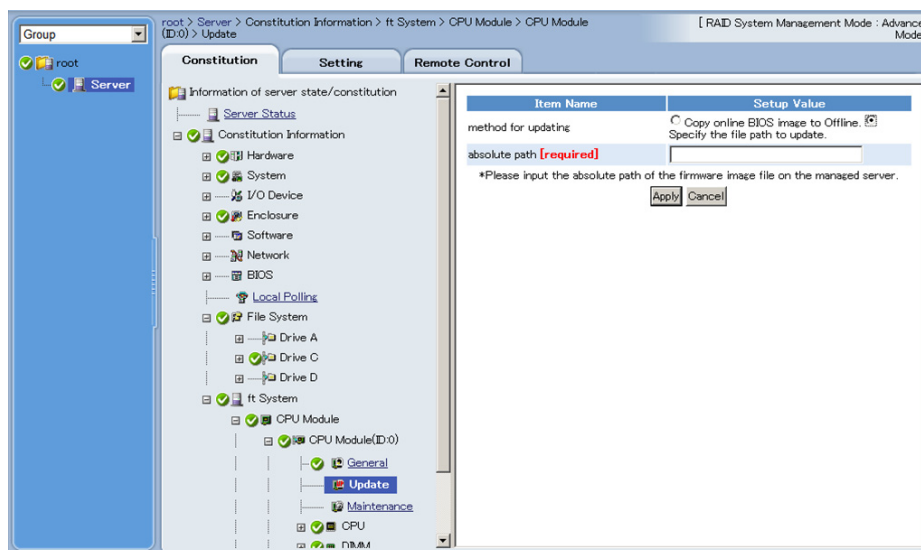 root > Server > Constitution Information > ft System > CPU Module > CPU Module
(ID:0) > Update
[ RAID System Management Mode : Advance
Mode
Group
root
Server
Constitution
Setting
Remote Control
Information of server state/constitution
Server Status
Constitution Information
Hardware
System
I/O Device
Enclosure
Software
Network
BIOS
Local Polling
File System
Drive A
Drive C
Drive D
ft System
CPU Module
CPU Module(ID:0)
General
Update
Maintenance
CPU
DIMM
Item Name Setup Value
method for updating
Copy online BIOS image to Offline.
Specify the file path to update.
absolute path [required]
*Please input the absolute path of the firmware image file on the managed server.
Apply Cancel